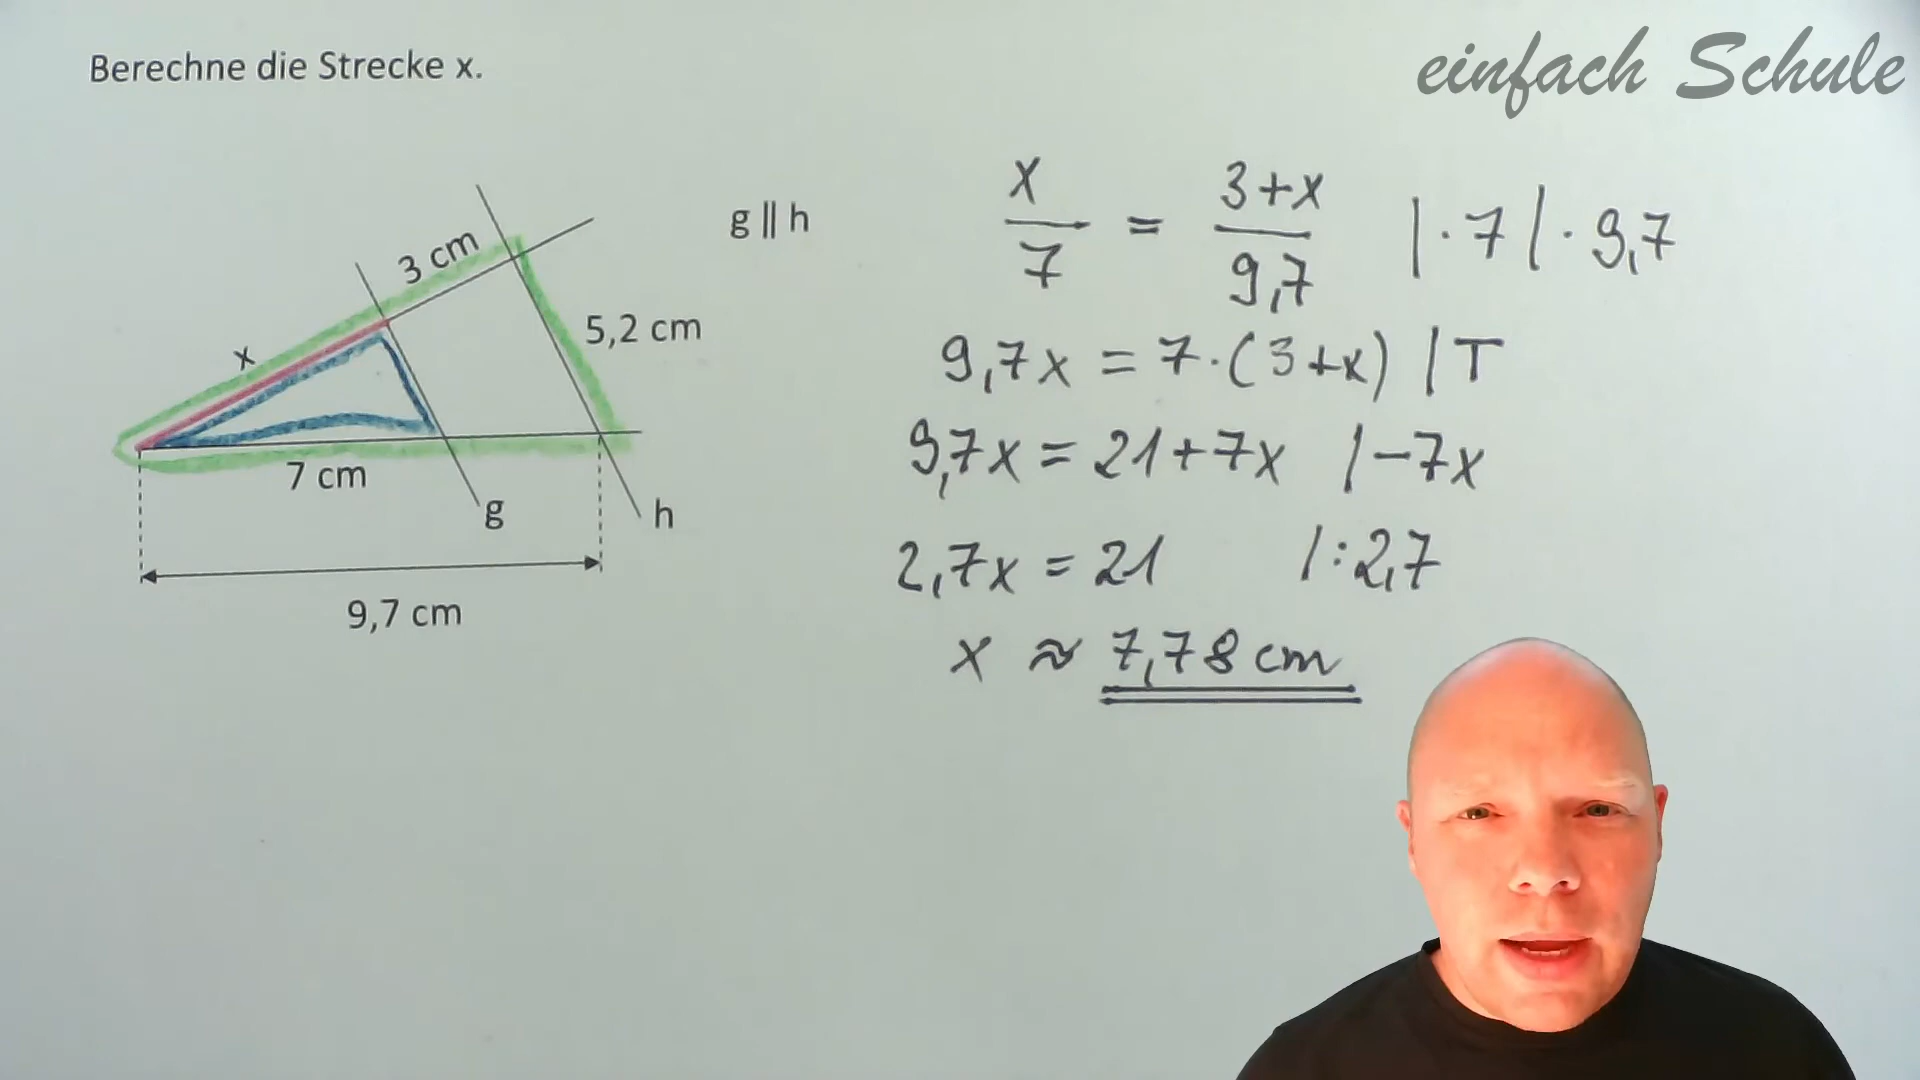 Berechne die Strecke x.
einfach Schule
g || h
3 cm
x
5,2 cm
7 cm
g
h
9,7 cm
x/7 = (3+x)/9,7 |·7 |·9,7
9,7x = 7·(3+x) |T
9,7x = 21+7x |-7x
2,7x = 21 |:2,7
x ≈ 7,78 cm